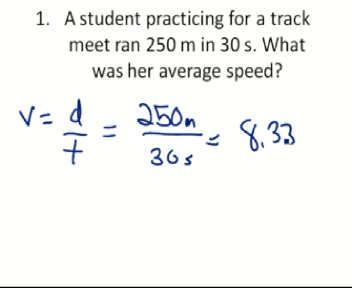 1. A student practicing for a track
meet ran 250 m in 30 s. What
was her average speed?
v = d/t = 250m/30s = 8.33